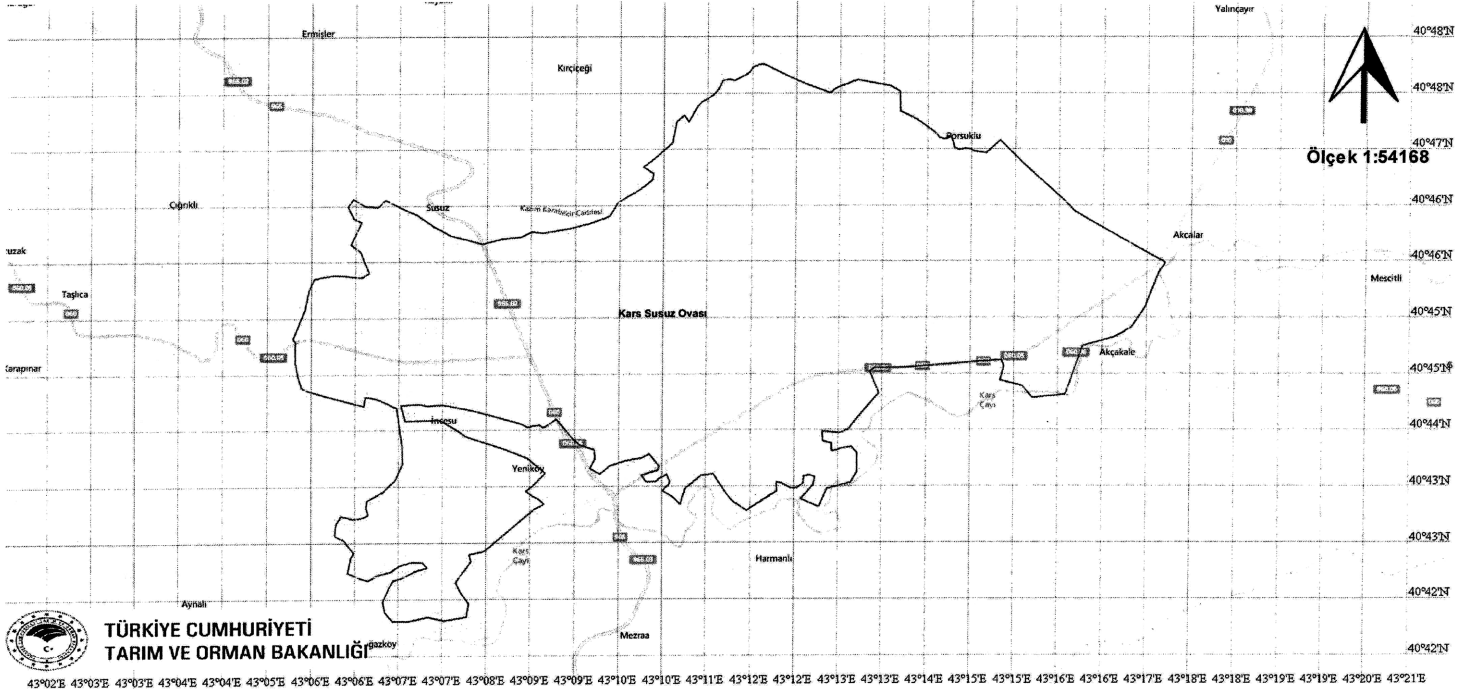 Yalınçayır
Ermişler
40°48'N
Kırçiçeği
40°48'N
Porsuklu
40°47'N
Ölçek 1:54168
Cığrıklı
Susuz
Kazım Karabekir Caddesi
40°46'N
Akçalar
40°46'N
Mescitli
Taşlıca
Kars Susuz Ovası
40°45'N
Akçakale
Karapınar
40°45'N
Kars
Çayı
İncesu
40°44'N
Yeniköy
40°43'N
Kars
Çayı
Harmanlı
40°43'N
Aynalı
40°42'N
TÜRKİYE CUMHURİYETİ
TARIM VE ORMAN BAKANLIĞI
Mezraa
40°42'N
43°02'E 43°03'E 43°03'E 43°04'E 43°04'E 43°05'E 43°06'E 43°06'E 43°07'E 43°07'E 43°08'E 43°09'E 43°09'E 43°10'E 43°10'E 43°11'E 43°12'E 43°12'E 43°13'E 43°13'E 43°14'E 43°15'E 43°15'E 43°16'E 43°16'E 43°17'E 43°18'E 43°18'E 43°19'E 43°19'E 43°20'E 43°21'E